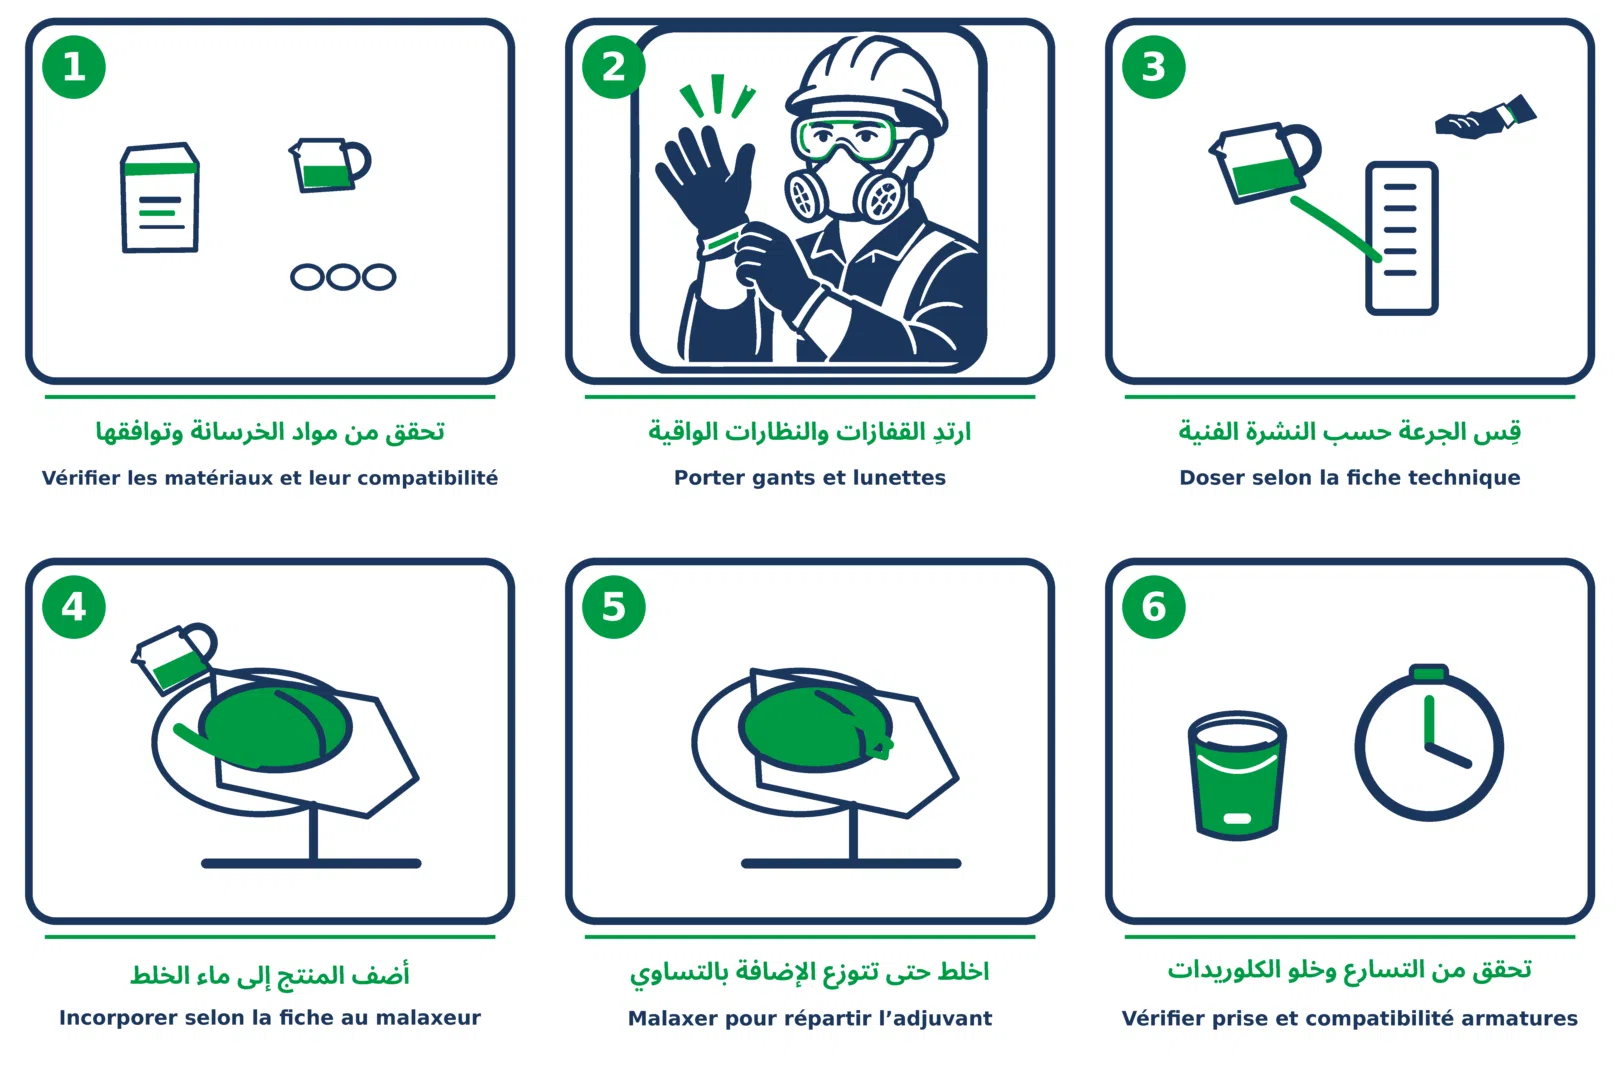 1
تحقق من مواد الخرسانة وتوافقها
Vérifier les matériaux et leur compatibilité
2
ارتدِ القفازات والنظارات الواقية
Porter gants et lunettes
3
قِس الجرعة حسب النشرة الفنية
Doser selon la fiche technique
4
أضف المنتج إلى ماء الخلط
Incorporer selon la fiche au malaxeur
5
اخلط حتى تتوزع الإضافة بالتساوي
Malaxer pour répartir l’adjuvant
6
تحقق من التسارع وخلو الكلوريدات
Vérifier prise et compatibilité armatures